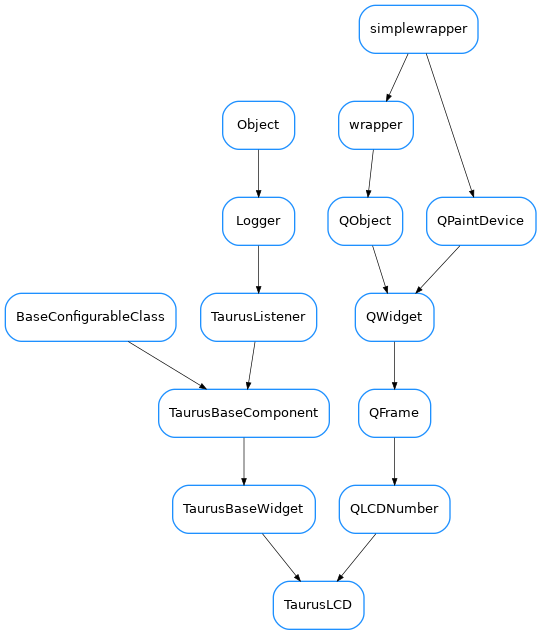 simplewrapper
Object
wrapper
Logger
QObject
QPaintDevice
BaseConfigurableClass
TaurusListener
QWidget
TaurusBaseComponent
QFrame
TaurusBaseWidget
QLCDNumber
TaurusLCD